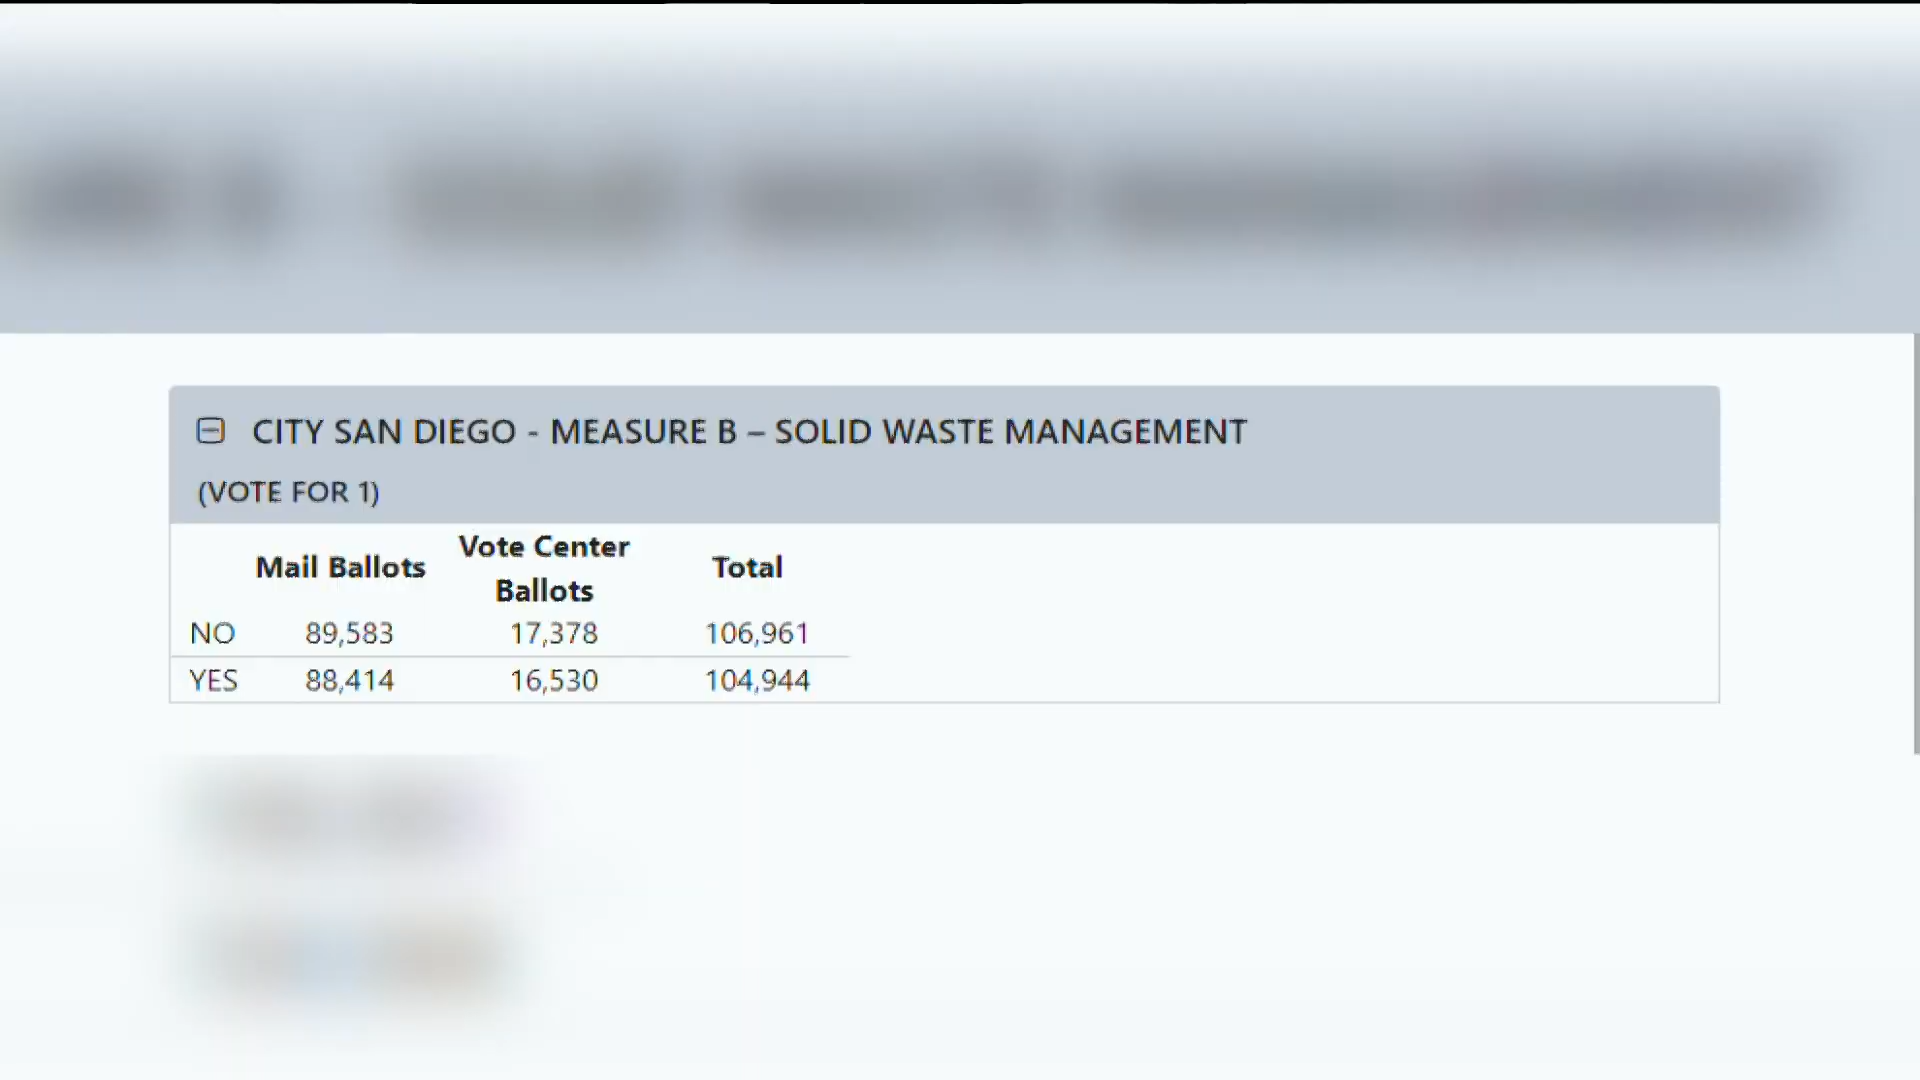 CITY SAN DIEGO - MEASURE B – SOLID WASTE MANAGEMENT
(VOTE FOR 1)
Mail Ballots Vote Center Ballots Total
NO 89,583 17,378 106,961
YES 88,414 16,530 104,944